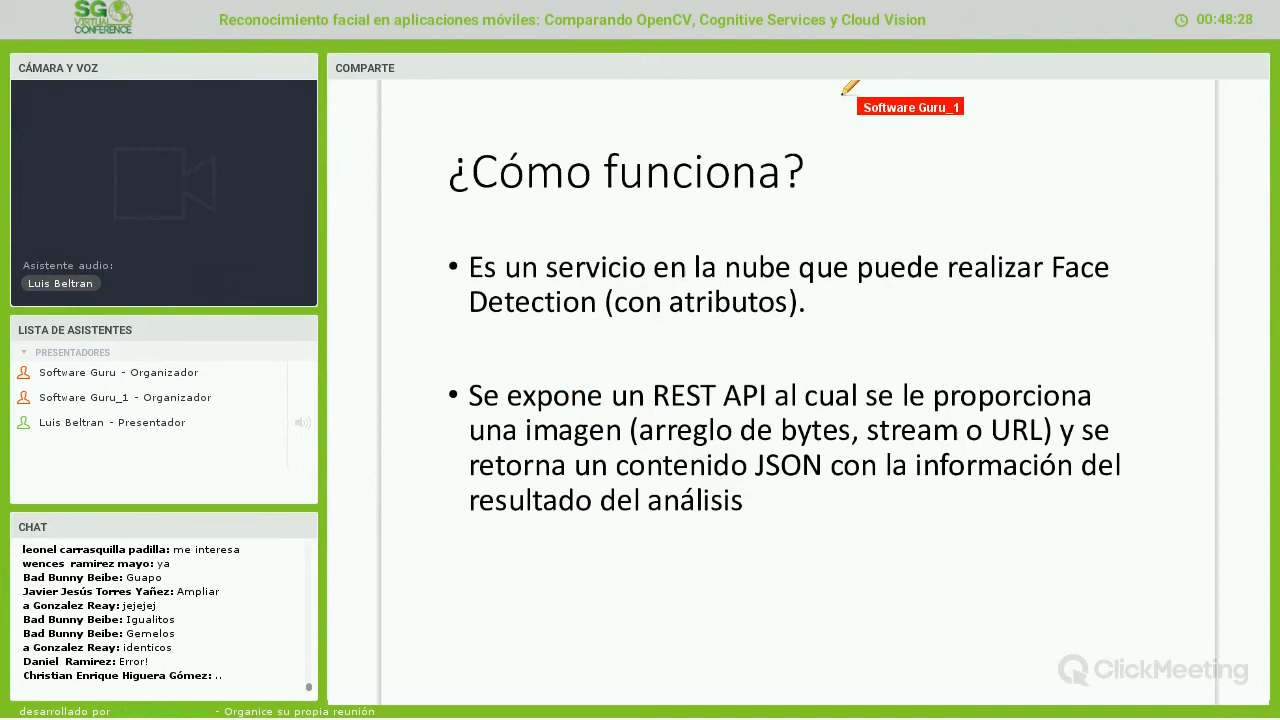 SG
VIRTUAL
CONFERENCE
Reconocimiento facial en aplicaciones móviles: Comparando OpenCV, Cognitive Services y Cloud Vision
00:48:28
CÁMARA Y VOZ
Asistente audio:
Luis Beltran
LISTA DE ASISTENTES
PRESENTADORES
Software Guru - Organizador
Software Guru_1 - Organizador
Luis Beltran - Presentador
CHAT
leonel carrasquilla padilla: me interesa
wences ramirez mayo: ya
Bad Bunny Beibe: Guapo
Javier Jesús Torres Yañez: Ampliar
a Gonzalez Reay: jejejej
Bad Bunny Beibe: Igualitos
Bad Bunny Beibe: Gemelos
a Gonzalez Reay: identicos
Daniel Ramirez: Error!
Christian Enrique Higuera Gómez: ..
COMPARTE
Software Guru_1
¿Cómo funciona?
• Es un servicio en la nube que puede realizar Face
Detection (con atributos).
• Se expone un REST API al cual se le proporciona
una imagen (arreglo de bytes, stream o URL) y se
retorna un contenido JSON con la información del
resultado del análisis
ClickMeeting
desarrollado por - Organice su propia reunión